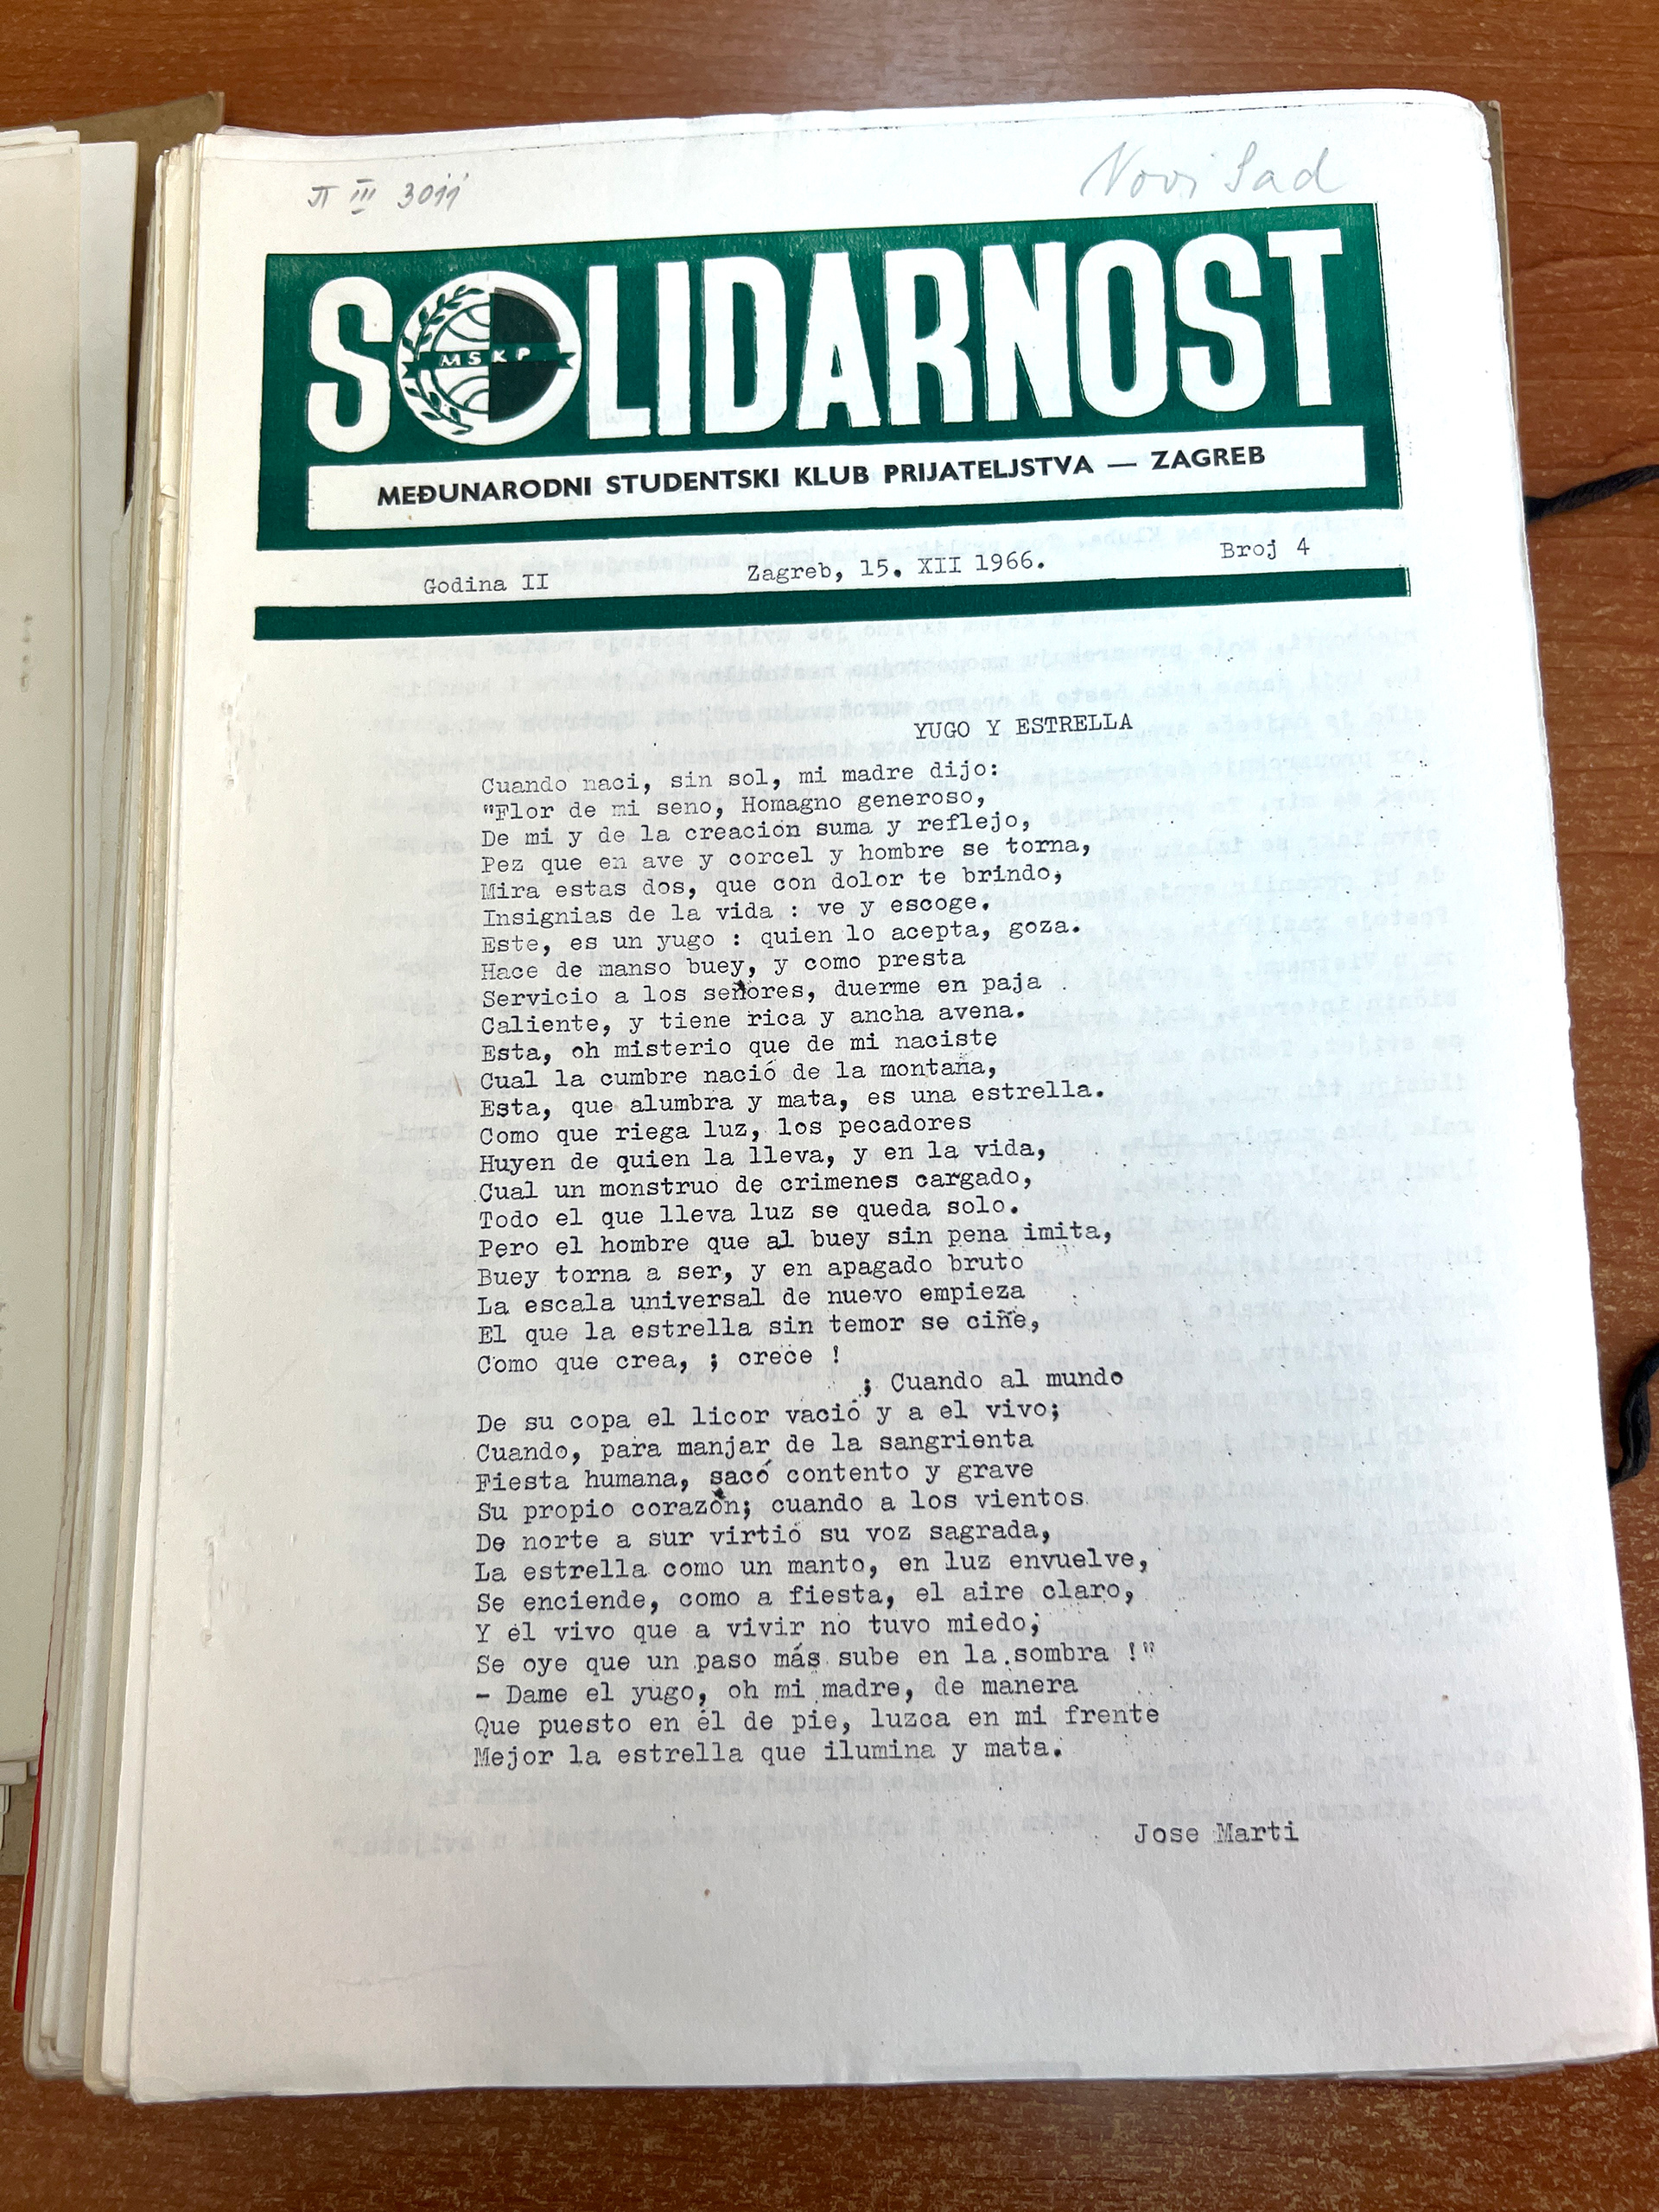 П III 3011
Novi Sad
SOLIDARNOST
MSKP
MEĐUNARODNI STUDENTSKI KLUB PRIJATELJSTVA — ZAGREB
Godina II Zagreb, 15. XII 1966. Broj 4
YUGO Y ESTRELLA
Cuando naci, sin sol, mi madre dijo:
"Flor de mi seno, Homagno generoso,
De mi y de la creación suma y reflejo,
Pez que en ave y corcel y hombre se torna,
Mira estas dos, que con dolor te brindo,
Insignias de la vida : ve y escoge.
Este, es un yugo : quien lo acepta, goza.
Hace de manso buey, y como presta
Servicio a los señores, duerme en paja
Caliente, y tiene rica y ancha avena.
Esta, oh misterio que de mi naciste
Cual la cumbre nació de la montaña,
Esta, que alumbra y mata, es una estrella.
Como que riega luz, los pecadores
Huyen de quien la lleva, y en la vida,
Cual un monstruo de crimenes cargado,
Todo el que lleva luz se queda solo.
Pero el hombre que al buey sin pena imita,
Buey torna a ser, y en apagado bruto
La escala universal de nuevo empieza
El que la estrella sin temor se ciñe,
Como que crea, ; crece !
; Cuando al mundo
De su copa el licor vació y a el vivo;
Cuando, para manjar de la sangrienta
Fiesta humana, sacó contento y grave
Su propio corazón; cuando a los vientos
De norte a sur virtió su voz sagrada,
La estrella como un manto, en luz envuelve,
Se enciende, como a fiesta, el aire claro,
Y él vivo que a vivir no tuvo miedo;
Se oye que un paso más sube en la sombra !"
- Dame el yugo, oh mi madre, de manera
Que puesto en él de pie, luzca en mi frente
Mejor la estrella que ilumina y mata.
Jose Marti